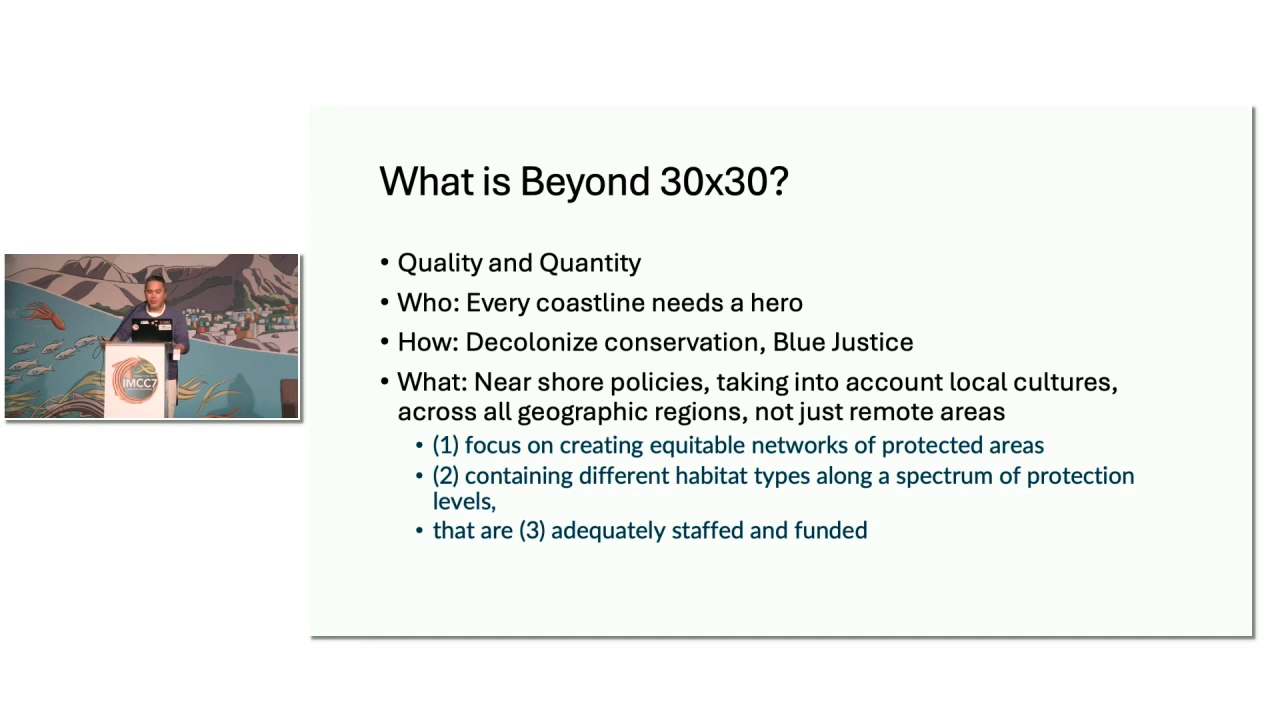 What is Beyond 30x30?
• Quality and Quantity
• Who: Every coastline needs a hero
• How: Decolonize conservation, Blue Justice
• What: Near shore policies, taking into account local cultures,
across all geographic regions, not just remote areas
• (1) focus on creating equitable networks of protected areas
• (2) containing different habitat types along a spectrum of protection
levels,
• that are (3) adequately staffed and funded
IMCC7